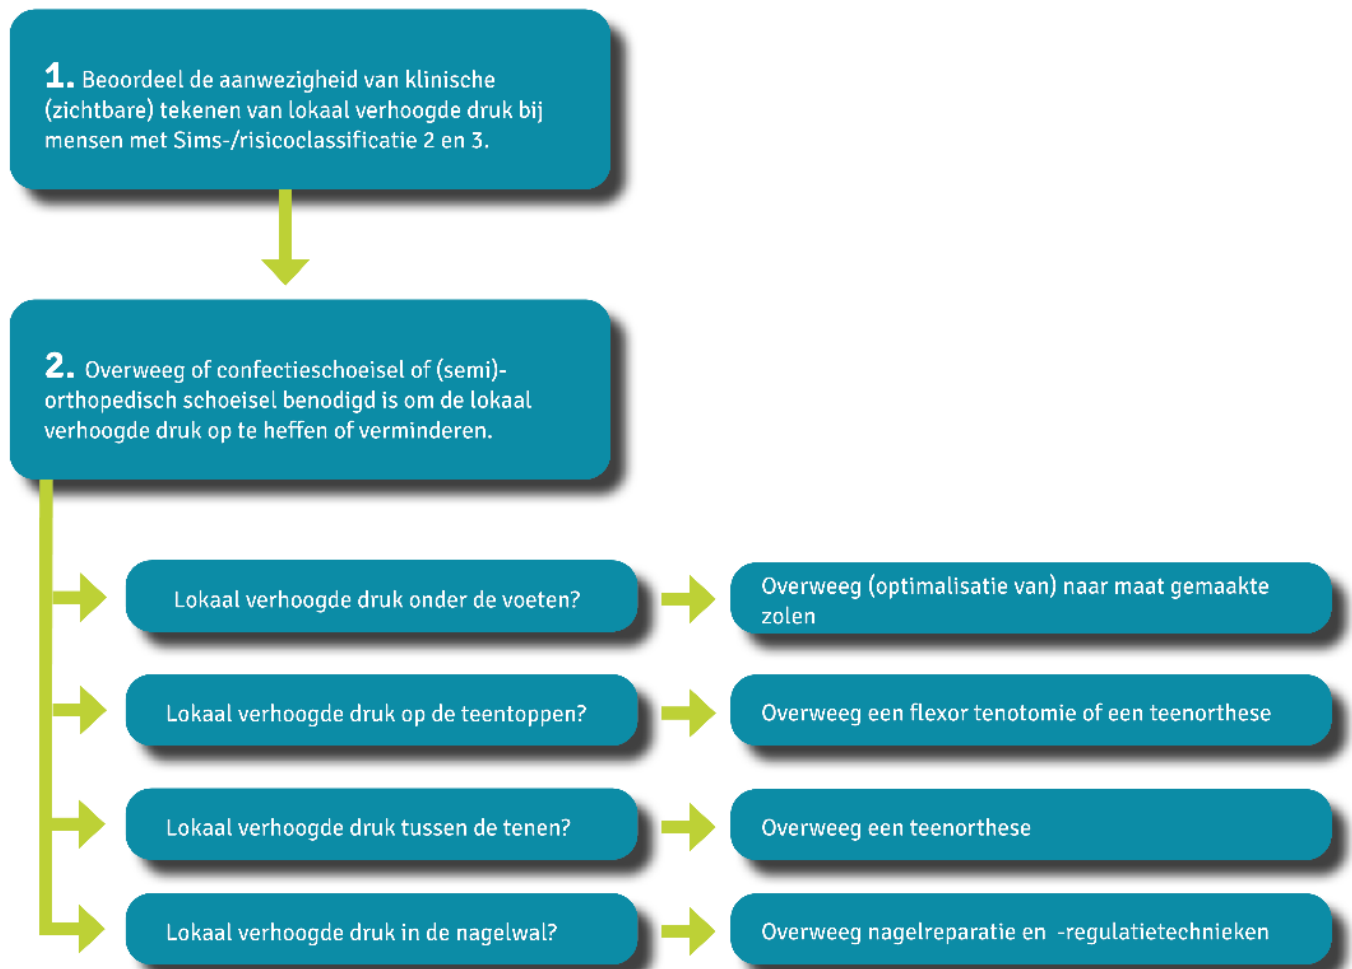 1. Beoordeel de aanwezigheid van klinische
(zichtbare) tekenen van lokaal verhoogde druk bij
mensen met Sims-/risicoclassificatie 2 en 3.
2. Overweeg of confectieschoeisel of (semi)-
orthopedisch schoeisel benodigd is om de lokaal
verhoogde druk op te heffen of verminderen.
Lokaal verhoogde druk onder de voeten?
Overweeg (optimalisatie van) naar maat gemaakte
zolen
Lokaal verhoogde druk op de teentoppen?
Overweeg een flexor tenotomie of een teenorthese
Lokaal verhoogde druk tussen de tenen?
Overweeg een teenorthese
Lokaal verhoogde druk in de nagelwal?
Overweeg nagelreparatie en -regulatietechnieken